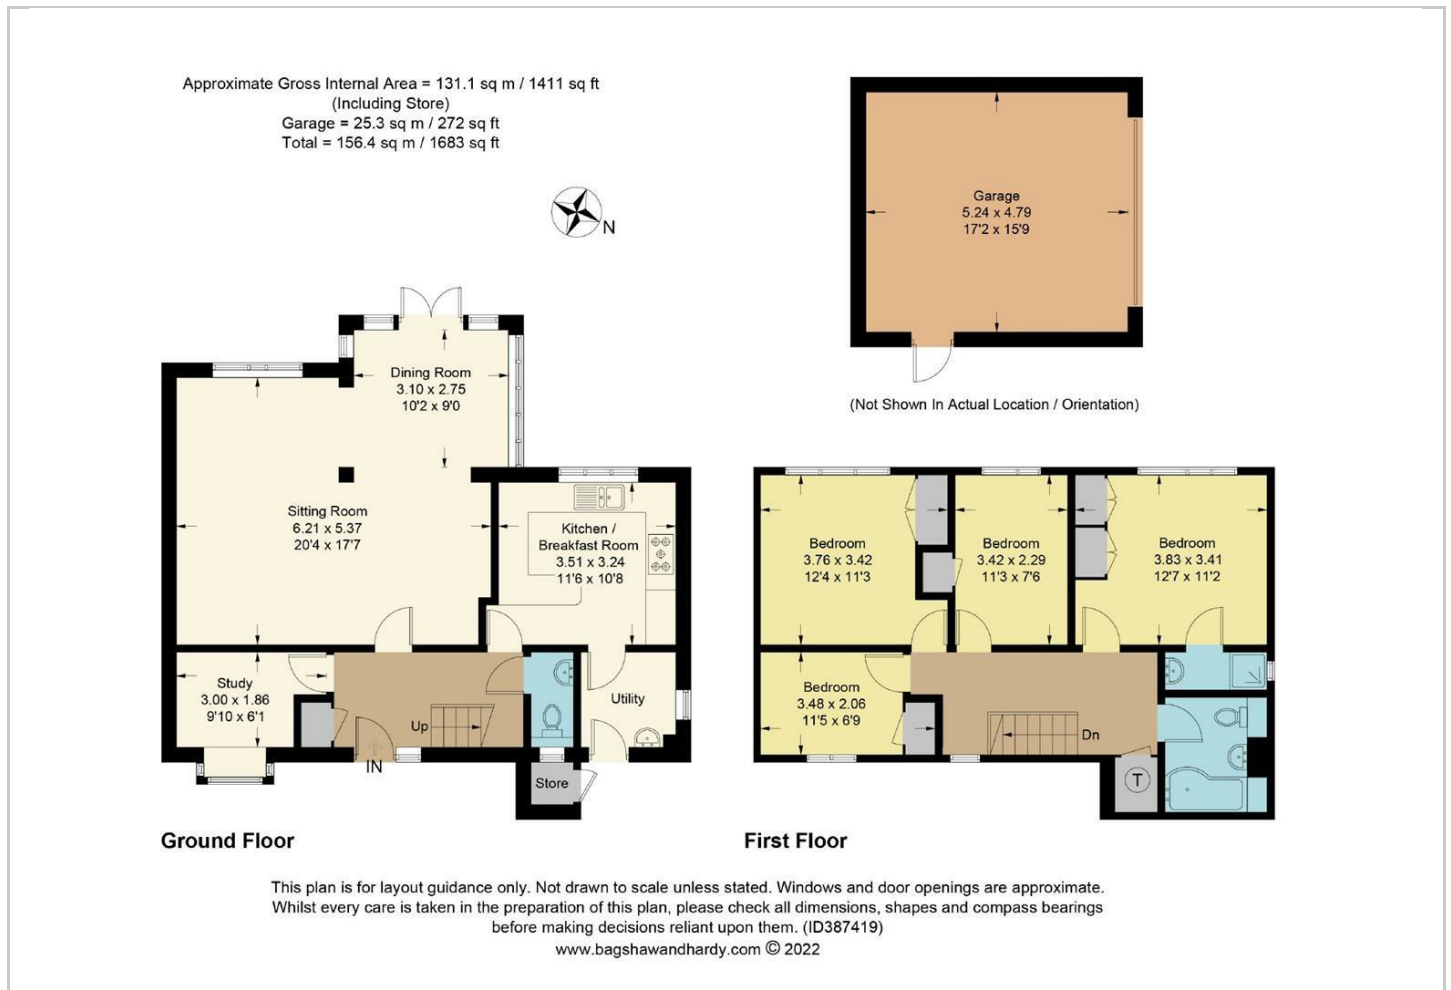 Approximate Gross Internal Area = 131.1 sq m / 1411 sq ft
(Including Store)
Garage = 25.3 sq m / 272 sq ft
Total = 156.4 sq m / 1683 sq ft
N
Garage
5.24 x 4.79
17'2 x 15'9
(Not Shown In Actual Location / Orientation)
Dining Room
3.10 x 2.75
10'2 x 9'0
Sitting Room
6.21 x 5.37
20'4 x 17'7
Kitchen /
Breakfast Room
3.51 x 3.24
11'6 x 10'8
Study
3.00 x 1.86
9'10 x 6'1
Utility
Up
IN
Store
Ground Floor
Bedroom
3.76 x 3.42
12'4 x 11'3
Bedroom
3.42 x 2.29
11'3 x 7'6
Bedroom
3.83 x 3.41
12'7 x 11'2
Bedroom
3.48 x 2.06
11'5 x 6'9
Dn
T
First Floor
This plan is for layout guidance only. Not drawn to scale unless stated. Windows and door openings are approximate.
Whilst every care is taken in the preparation of this plan, please check all dimensions, shapes and compass bearings
before making decisions reliant upon them. (ID387419)
www.bagshawandhardy.com © 2022